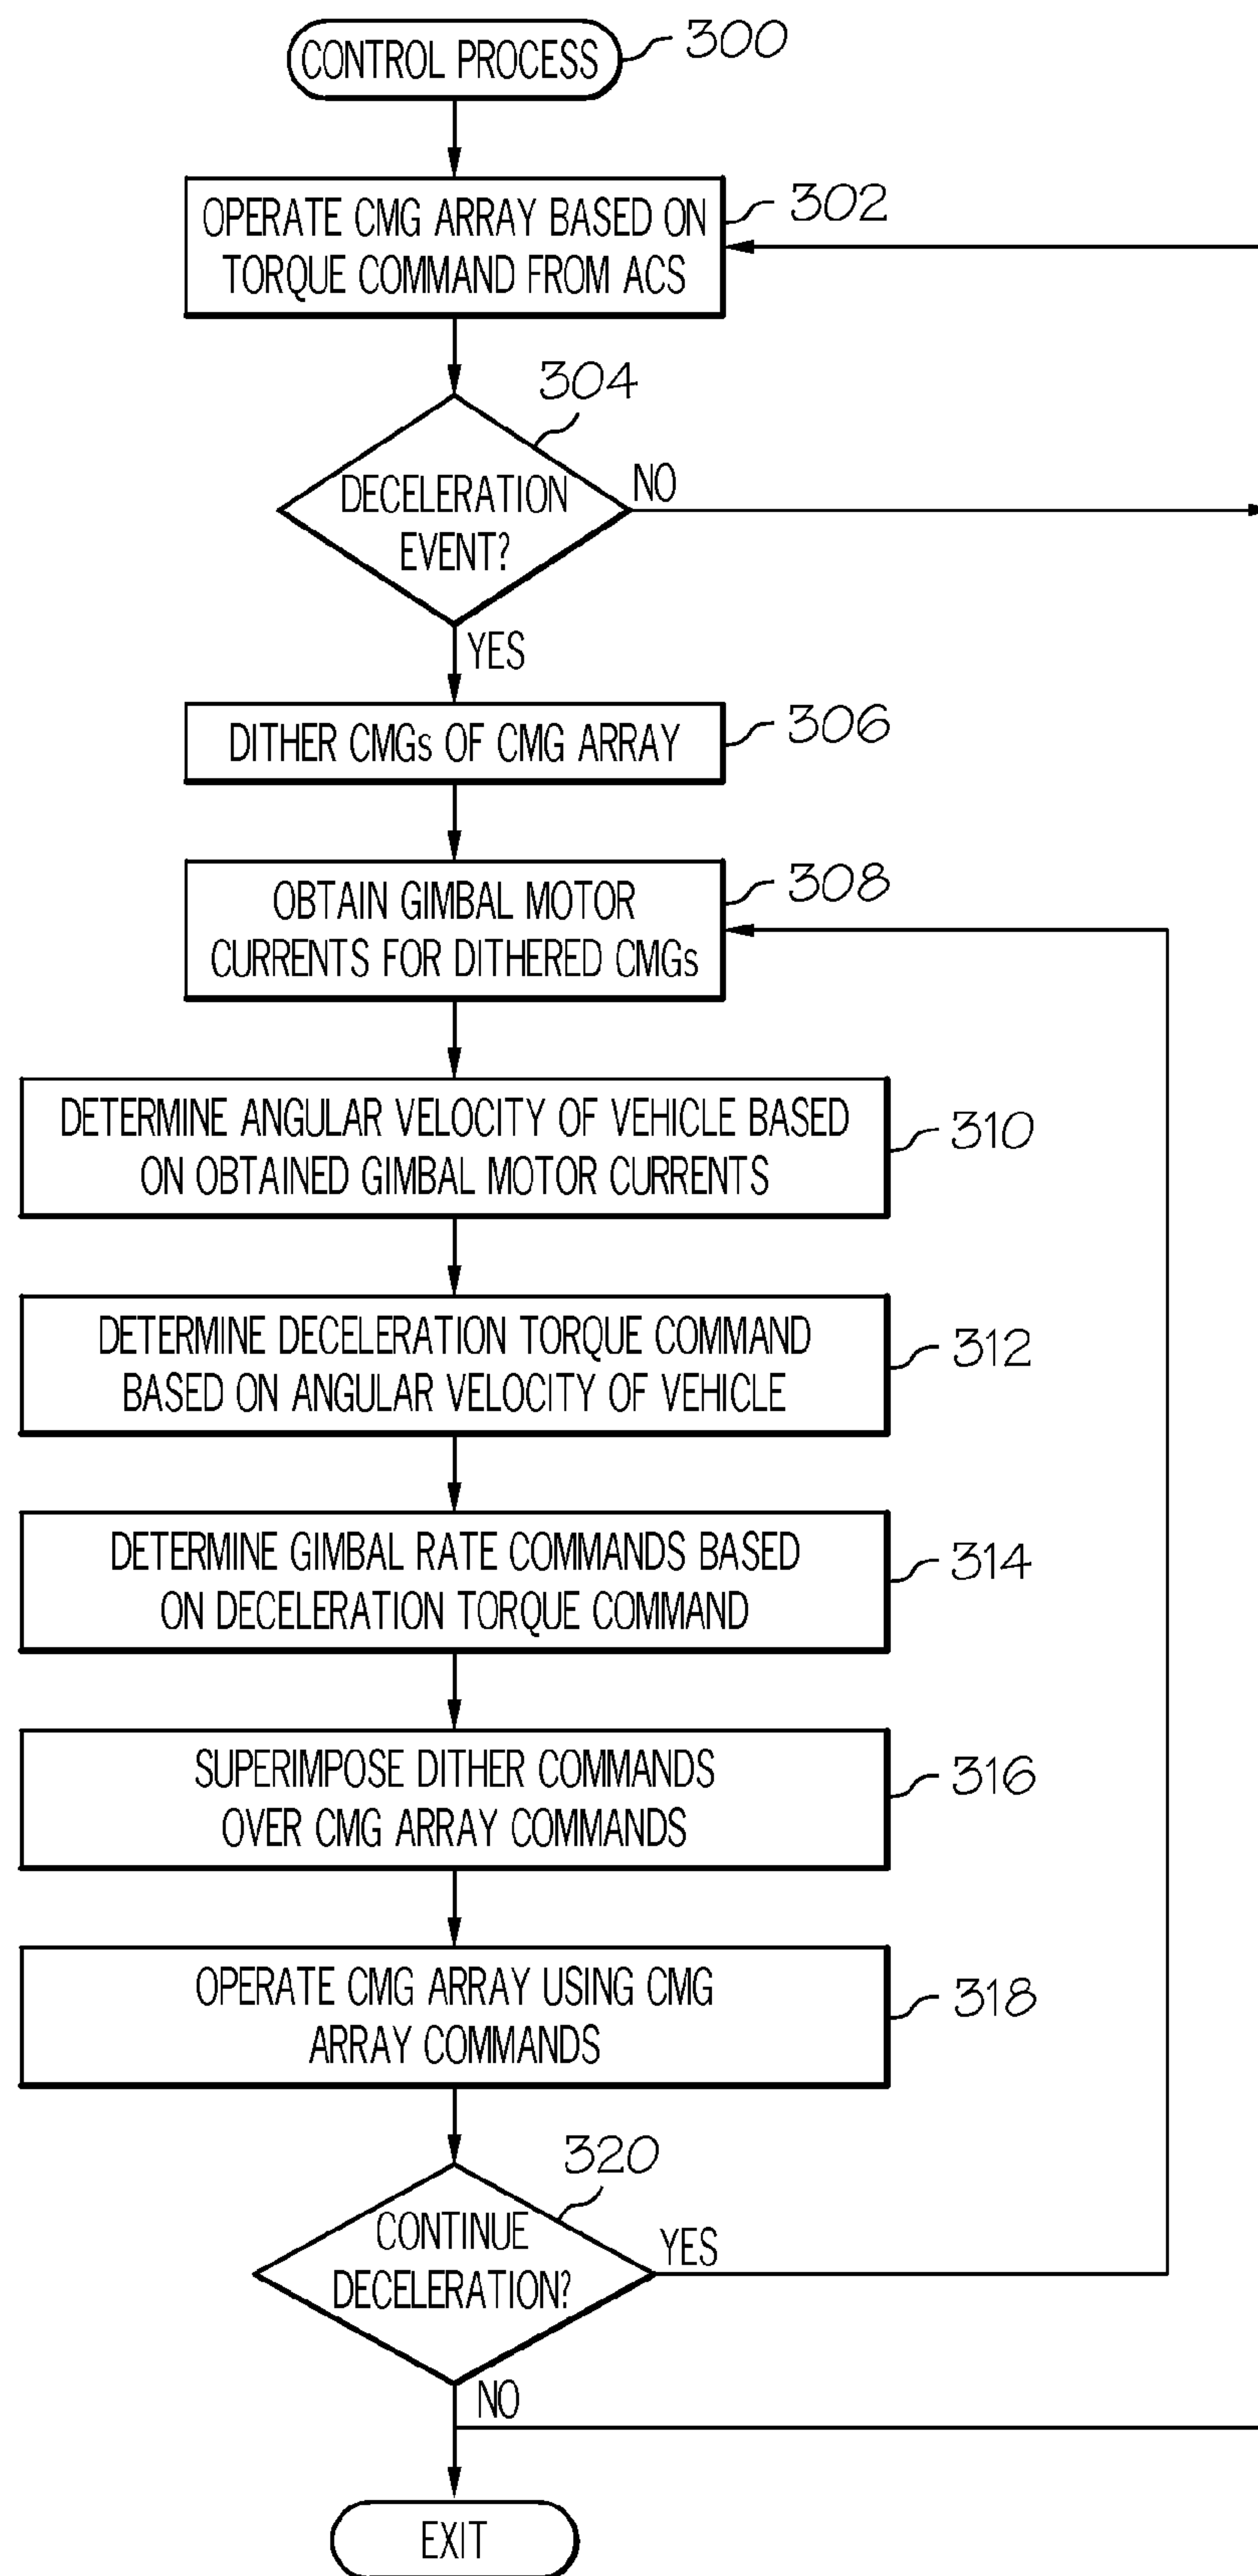 CONTROL PROCESS
300
OPERATE CMG ARRAY BASED ON
TORQUE COMMAND FROM ACS
302
304
DECELERATION
EVENT?
NO
YES
DITHER CMGs OF CMG ARRAY
306
OBTAIN GIMBAL MOTOR
CURRENTS FOR DITHERED CMGs
308
DETERMINE ANGULAR VELOCITY OF VEHICLE BASED
ON OBTAINED GIMBAL MOTOR CURRENTS
310
DETERMINE DECELERATION TORQUE COMMAND
BASED ON ANGULAR VELOCITY OF VEHICLE
312
DETERMINE GIMBAL RATE COMMANDS BASED
ON DECELERATION TORQUE COMMAND
314
SUPERIMPOSE DITHER COMMANDS
OVER CMG ARRAY COMMANDS
316
OPERATE CMG ARRAY USING CMG
ARRAY COMMANDS
318
320
CONTINUE
DECELERATION?
YES
NO
EXIT